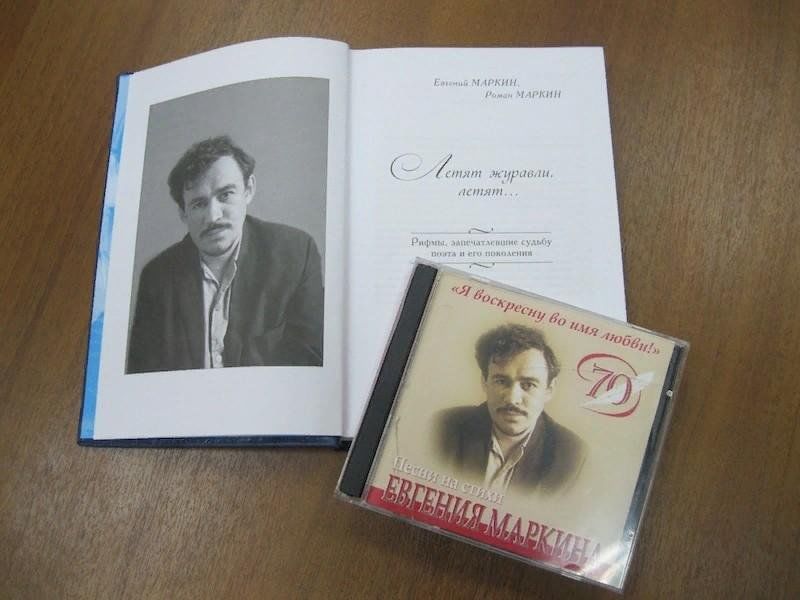 Евгений МАРКИН,
Роман МАРКИН
Летят журавли,
летят...
Рифмы, запечатлевшие судьбу
поэта и его поколения
«Я воскресну во имя любви!»
70
Песни на стихи
ЕВГЕНИЯ МАРКИНА